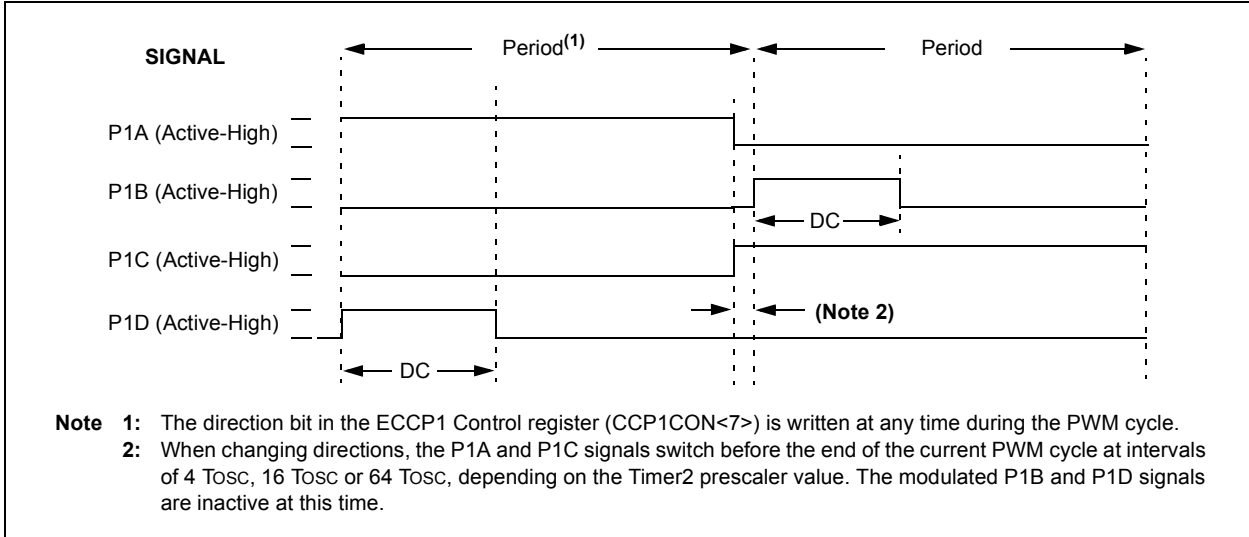 SIGNAL
Period(1)
Period
P1A (Active-High)
P1B (Active-High)
DC
P1C (Active-High)
P1D (Active-High)
(Note 2)
DC
Note 1: The direction bit in the ECCP1 Control register (CCP1CON<7>) is written at any time during the PWM cycle.
2: When changing directions, the P1A and P1C signals switch before the end of the current PWM cycle at intervals
of 4 TOSC, 16 TOSC or 64 TOSC, depending on the Timer2 prescaler value. The modulated P1B and P1D signals
are inactive at this time.